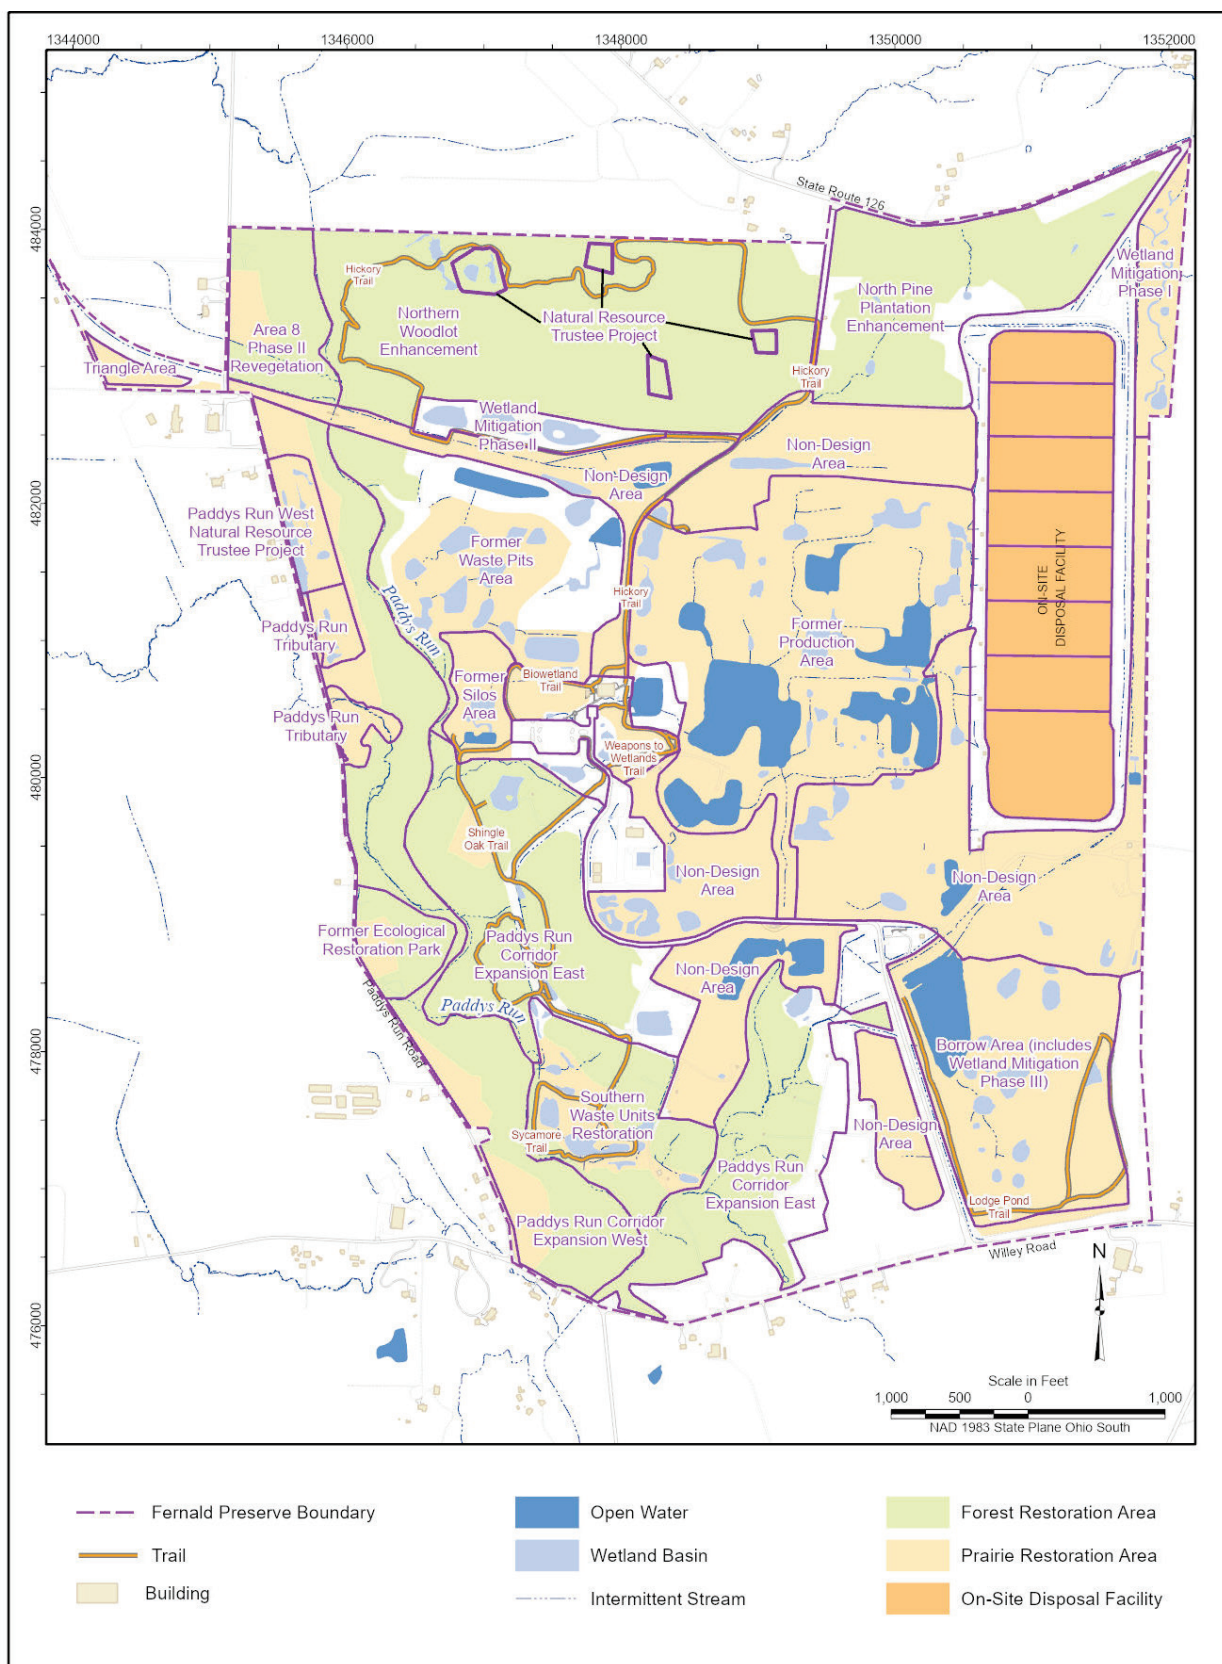 1344000
1346000
1348000
1350000
1352000
484000
482000
480000
478000
476000
State Route 126
Hickory
Trail
Northern
Woodlot
Enhancement
Natural Resource
Trustee Project
North Pine
Plantation
Enhancement
Wetland
Mitigation
Phase I
Area 8
Phase II
Revegetation
Triangle Area
Hickory
Trail
Wetland
Mitigation
Phase II
Non-Design
Area
Non-Design
Area
Paddys Run West
Natural Resource
Trustee Project
Former
Waste Pits
Area
ON-SITE
DISPOSAL FACILITY
Paddys Run
Hickory
Trail
Former
Production
Area
Paddys Run
Tributary
Former
Silos
Area
Biowetland
Trail
Paddys Run
Tributary
Weapons to
Wetlands
Trail
Shingle
Oak Trail
Non-Design
Area
Non-Design
Area
Former Ecological
Restoration Park
Paddys Run
Corridor
Expansion East
Non-Design
Area
Paddys Run
Paddys Run Road
Borrow Area (includes
Wetland Mitigation
Phase III)
Southern
Waste Units
Restoration
Sycamore
Trail
Non-Design
Area
Paddys Run
Corridor
Expansion East
Lodge Pond
Trail
Paddys Run Corridor
Expansion West
Willey Road
N
Scale in Feet
1,000 500 0 1,000
NAD 1983 State Plane Ohio South
Fernald Preserve Boundary
Trail
Building
Open Water
Wetland Basin
Intermittent Stream
Forest Restoration Area
Prairie Restoration Area
On-Site Disposal Facility